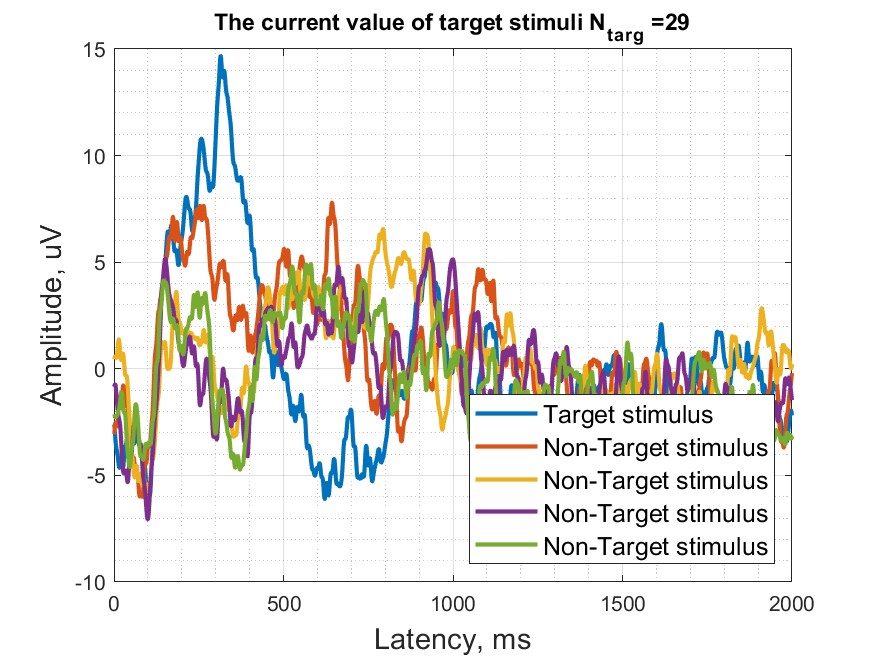 The current value of target stimuli N_targ =29
15
10
5
0
-5
-10
Amplitude, uV
Target stimulus
Non-Target stimulus
Non-Target stimulus
Non-Target stimulus
Non-Target stimulus
0 500 1000 1500 2000
Latency, ms